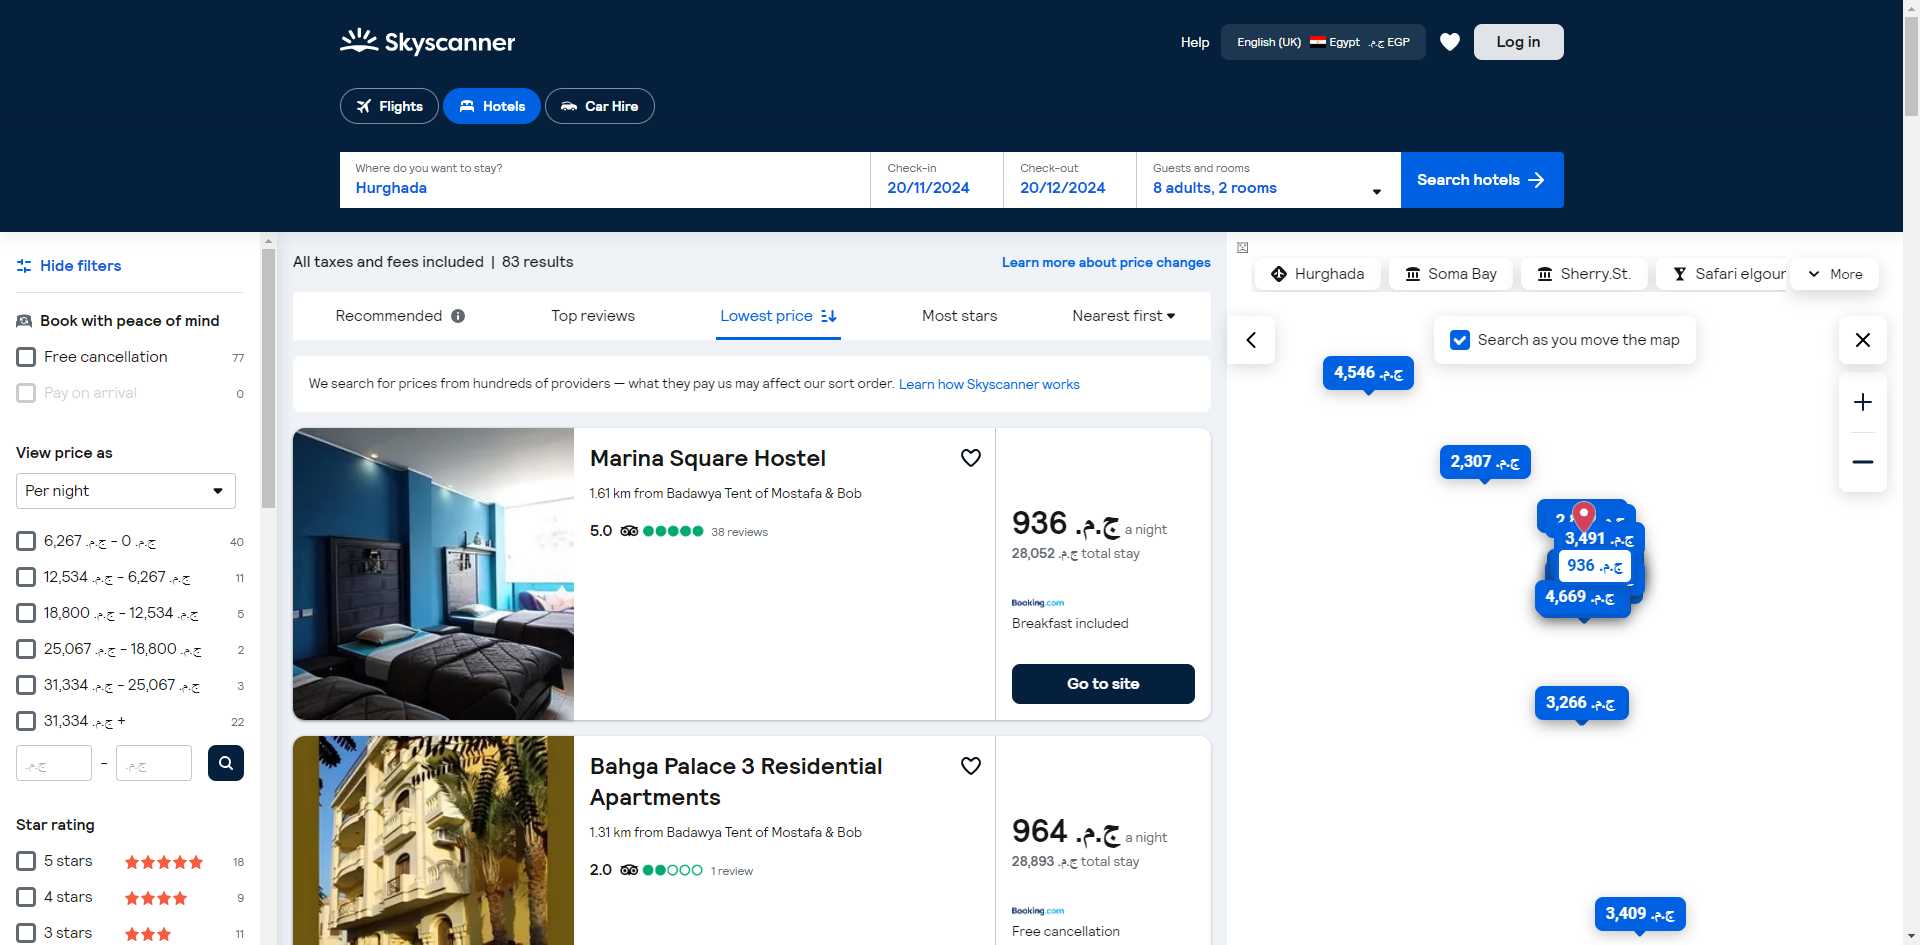 Skyscanner
Help
English (UK) Egypt ج.م.‏ EGP
Log in
Flights
Hotels
Car Hire
Where do you want to stay?
Hurghada
Check-in
20/11/2024
Check-out
20/12/2024
Guests and rooms
8 adults, 2 rooms
Search hotels
Hide filters
Book with peace of mind
Free cancellation 77
Pay on arrival 0
View price as
Per night
6,267 ج.م.‏ - 0 ج.م.‏ 40
12,534 ج.م.‏ - 6,267 ج.م.‏ 11
18,800 ج.م.‏ - 12,534 ج.م.‏ 5
25,067 ج.م.‏ - 18,800 ج.م.‏ 2
31,334 ج.م.‏ - 25,067 ج.م.‏ 3
31,334 ج.م.‏ + 22
ج.م.‏ - ج.م.‏
Star rating
5 stars 18
4 stars 9
3 stars 11
All taxes and fees included | 83 results
Learn more about price changes
Recommended
Top reviews
Lowest price
Most stars
Nearest first
We search for prices from hundreds of providers — what they pay us may affect our sort order. Learn how Skyscanner works
Marina Square Hostel
1.61 km from Badawya Tent of Mostafa & Bob
5.0 38 reviews
936 ج.م.‏ a night
28,052 ج.م.‏ total stay
Booking.com
Breakfast included
Go to site
Bahga Palace 3 Residential
Apartments
1.31 km from Badawya Tent of Mostafa & Bob
2.0 1 review
964 ج.م.‏ a night
28,893 ج.م.‏ total stay
Booking.com
Free cancellation
Hurghada
Soma Bay
Sherry.St.
Safari elgour
More
Search as you move the map
4,546 ج.م.‏
2,307 ج.م.‏
3,491 ج.م.‏
936 ج.م.‏
4,669 ج.م.‏
3,266 ج.م.‏
3,409 ج.م.‏